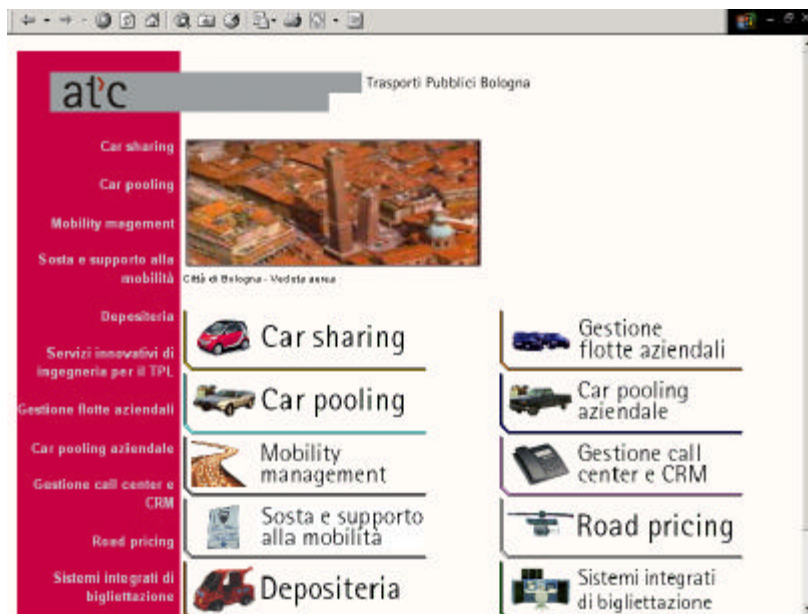 at'c
Trasporti Pubblici Bologna
Car sharing
Car pooling
Mobility magement
Sosta e supporto alla
mobilità
Depositeria
Servizi innovativi di
ingegneria per il TPL
Gestione flotte aziendali
Car pooling aziendale
Gestione call center e
CRM
Road pricing
Sistemi integrati di
bigliettazione
Città di Bologna - Veduta aerea
Car sharing
Car pooling
Mobility
management
Sosta e supporto
alla mobilità
Depositeria
Gestione
flotte aziendali
Car pooling
aziendale
Gestione call
center e CRM
Road pricing
Sistemi integrati
di bigliettazione